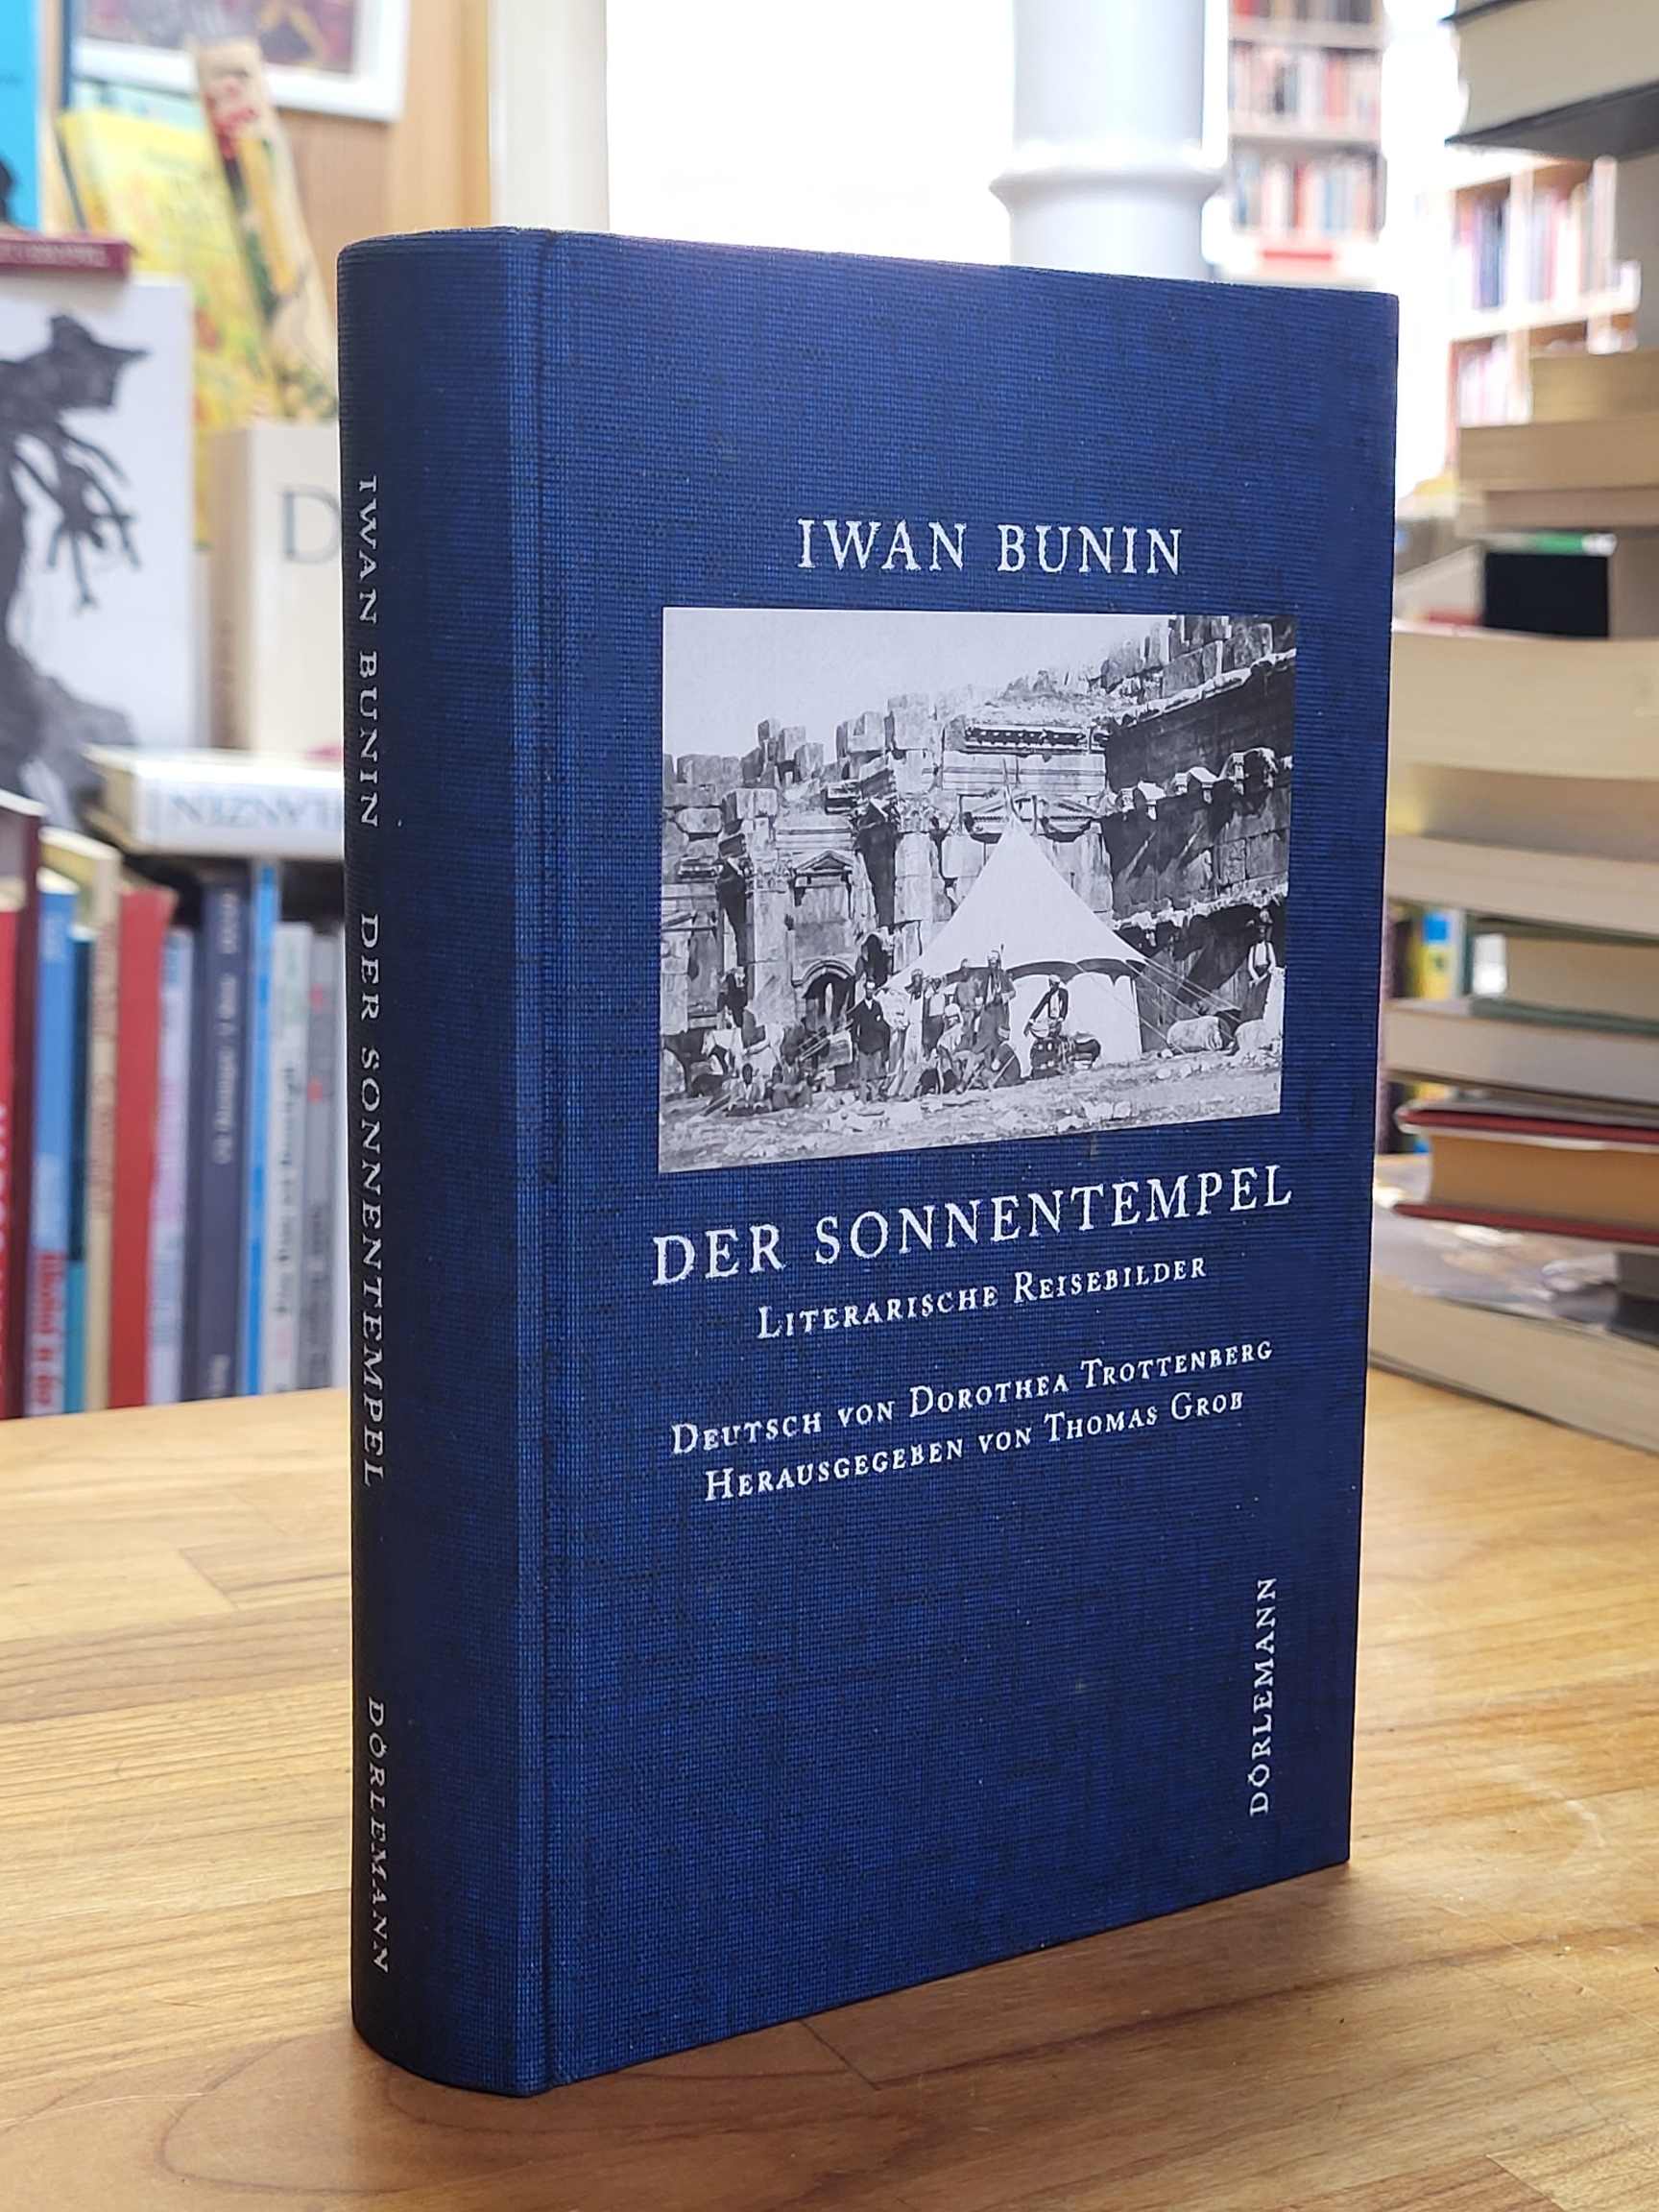 IWAN BUNIN
DER SONNENTEMPEL
LITERARISCHE REISEBILDER
DEUTSCH VON DOROTHEA TROTTENBERG
HERAUSGEGEBEN VON THOMAS GROB
DÖRLEMANN
IWAN BUNIN DER SONNENTEMPEL DÖRLEMANN
D